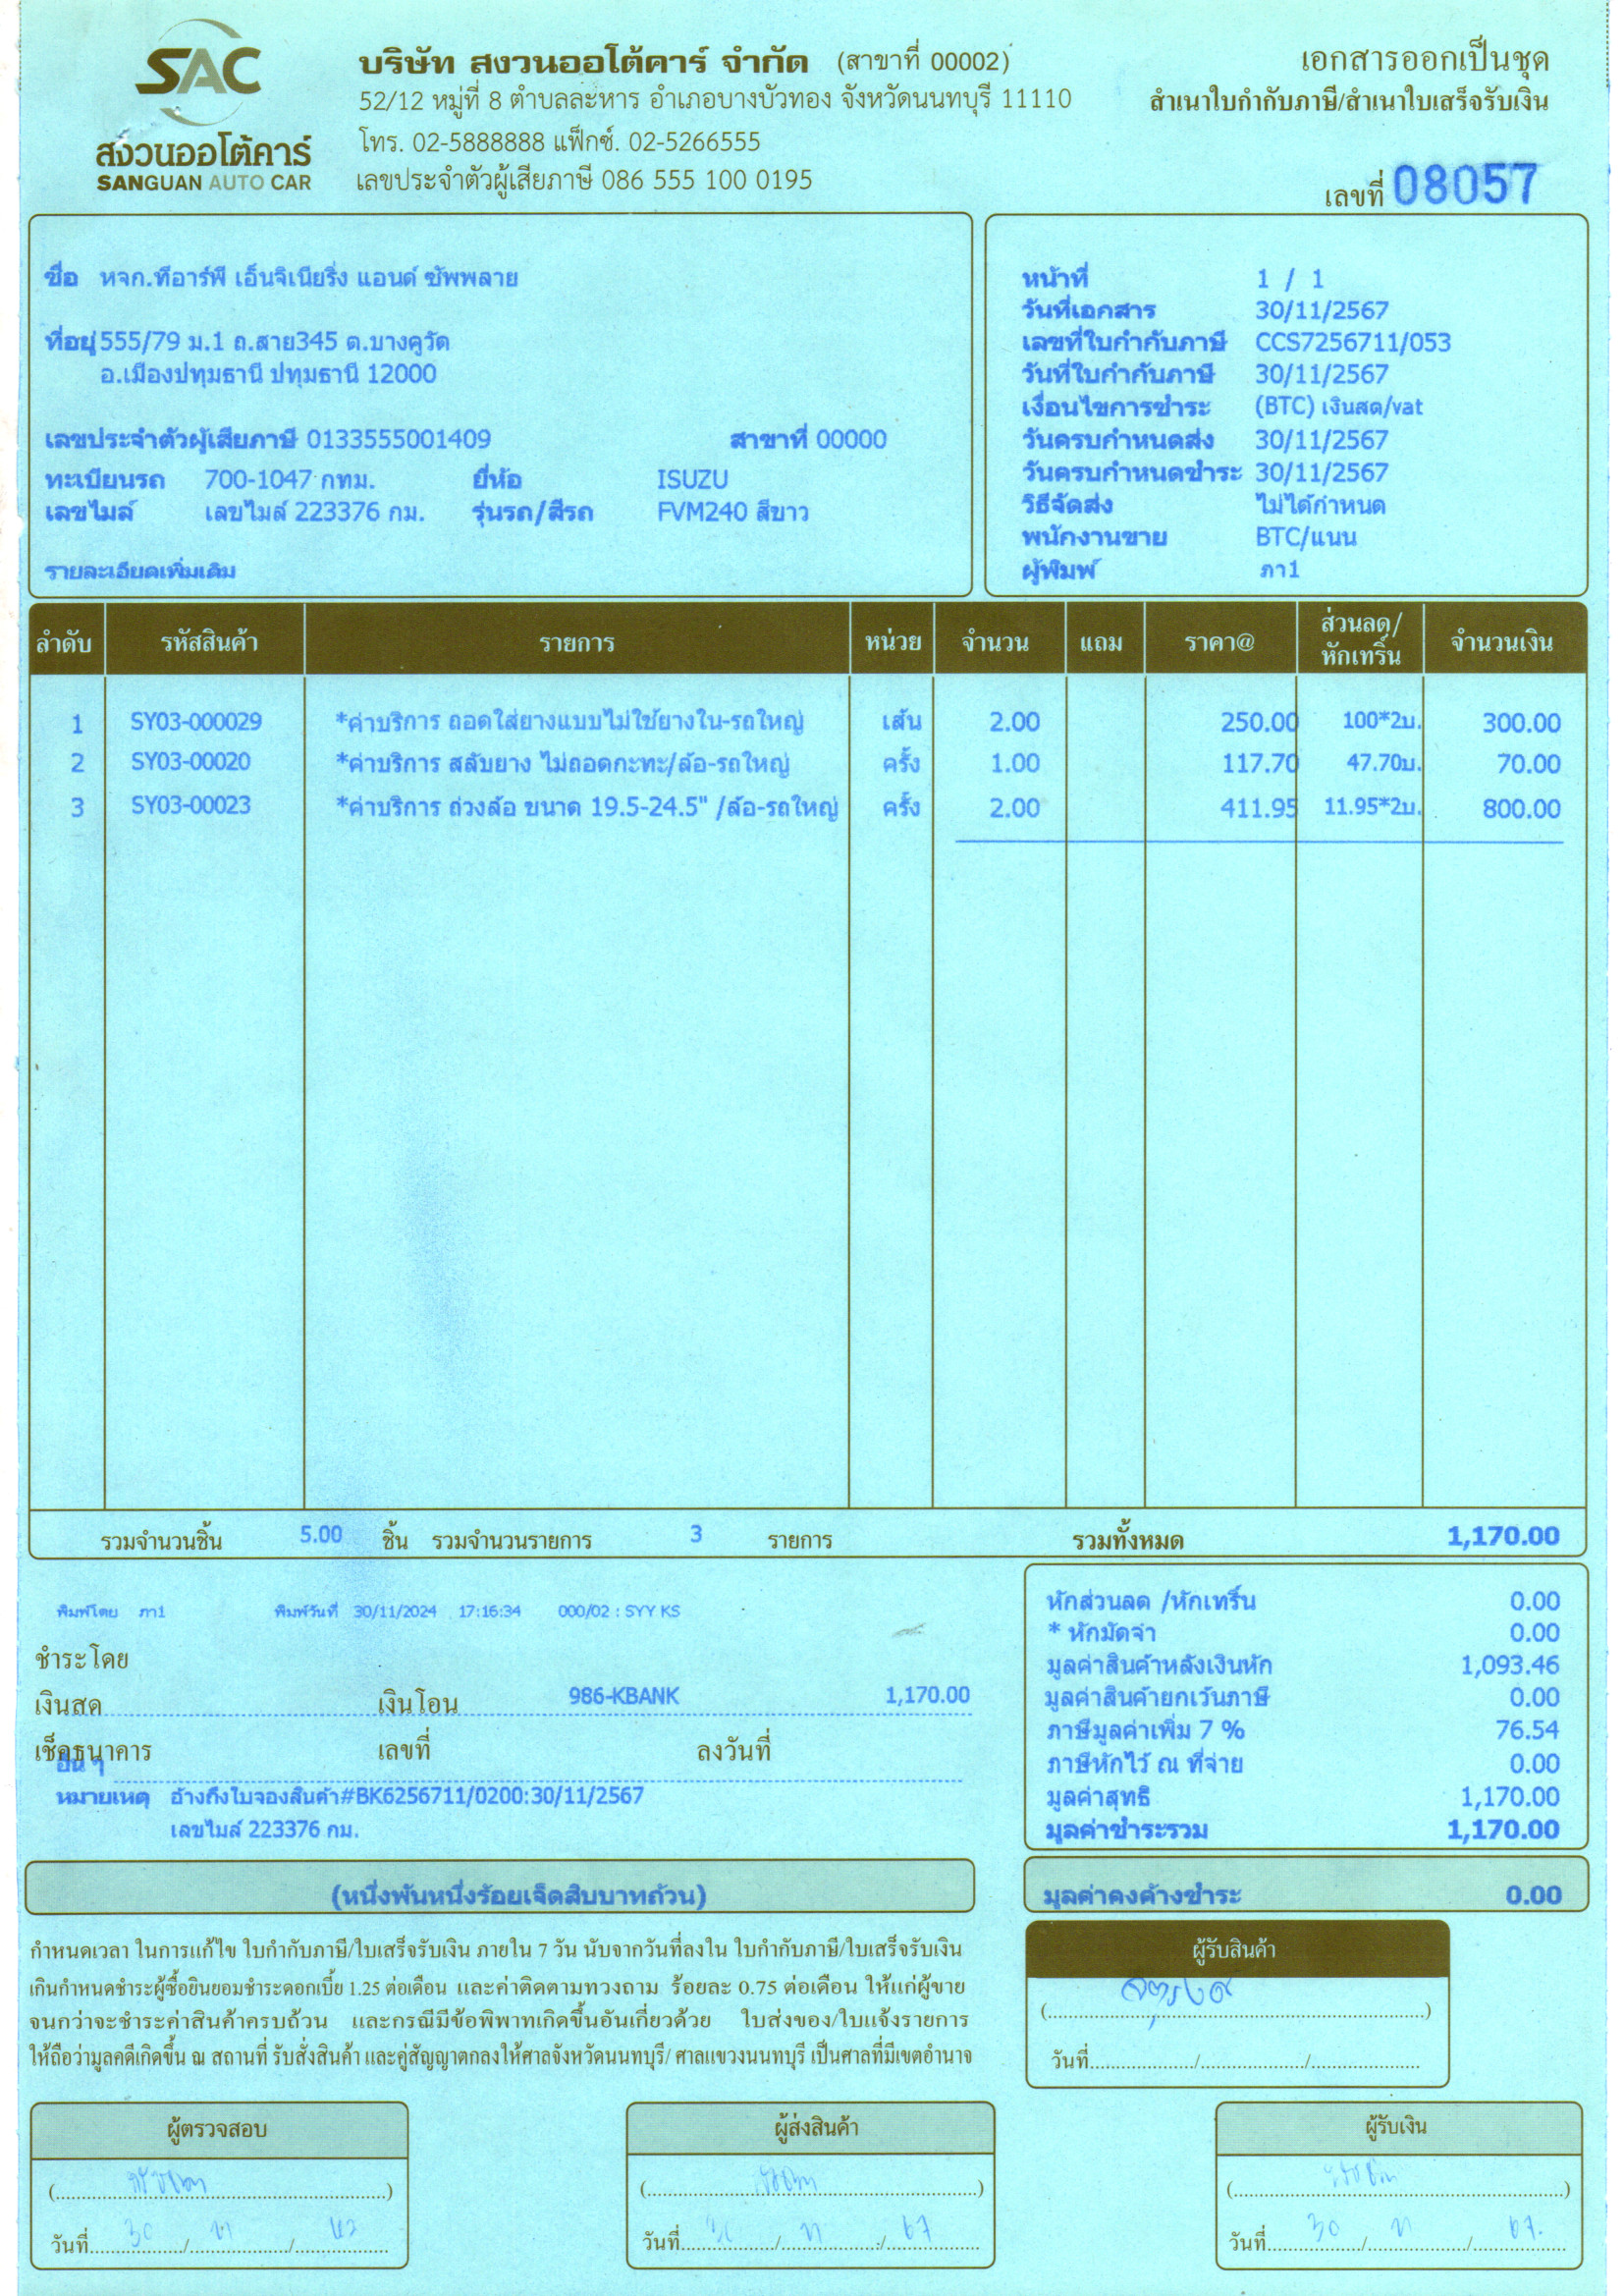 SAC
สงวนออโต้คาร์
SANGUAN AUTO CAR
บริษัท สงวนออโต้คาร์ จำกัด (สาขาที่ 00002)
52/12 หมู่ที่ 8 ตำบลละหาร อำเภอบางบัวทอง จังหวัดนนทบุรี 11110
โทร. 02-5888888 แฟ็กซ์. 02-5266555
เลขประจำตัวผู้เสียภาษี 086 555 100 0195
เอกสารออกเป็นชุด
สำเนาใบกำกับภาษี/สำเนาใบเสร็จรับเงิน
เลขที่ 08057
ชื่อ หจก.ทีอาร์พี เอ็นจิเนียริ่ง แอนด์ ซัพพลาย
ที่อยู่ 555/79 ม.1 ถ.สาย345 ต.บางคูวัด
อ.เมืองปทุมธานี ปทุมธานี 12000
เลขประจำตัวผู้เสียภาษี 0133555001409 สาขาที่ 00000
ทะเบียนรถ 700-1047 กทม. ยี่ห้อ ISUZU
เลขไมล์ เลขไมล์ 223376 กม. รุ่นรถ/สีรถ FVM240 สีขาว
รายละเอียดเพิ่มเติม
หน้าที่ 1 / 1
วันที่เอกสาร 30/11/2567
เลขที่ใบกำกับภาษี CCS7256711/053
วันที่ใบกำกับภาษี 30/11/2567
เงื่อนไขการชำระ (BTC) เงินสด/vat
วันครบกำหนดส่ง 30/11/2567
วันครบกำหนดชำระ 30/11/2567
วิธีจัดส่ง ไม่ได้กำหนด
พนักงานขาย BTC/แนน
ผู้พิมพ์ ภา1
ลำดับ รหัสสินค้า รายการ หน่วย จำนวน แถม ราคา@ ส่วนลด/หักเทริ์น จำนวนเงิน
1 SY03-000029 *ค่าบริการ ถอดใส่ยางแบบไม่ใช้ยางใน-รถใหญ่ เส้น 2.00 250.00 100*2บ. 300.00
2 SY03-00020 *ค่าบริการ สลับยาง ไม่ถอดกะทะ/ล้อ-รถใหญ่ ครั้ง 1.00 117.70 47.70บ. 70.00
3 SY03-00023 *ค่าบริการ ถ่วงล้อ ขนาด 19.5-24.5" /ล้อ-รถใหญ่ ครั้ง 2.00 411.95 11.95*2บ. 800.00
รวมจำนวนชิ้น 5.00 ชิ้น รวมจำนวนรายการ 3 รายการ รวมทั้งหมด 1,170.00
พิมพ์โดย ภา1 พิมพ์วันที่ 30/11/2024 17:16:34 000/02 : SYY KS
ชำระโดย
เงินสด เงินโอน 986-KBANK 1,170.00
เช็คธนาคาร เลขที่ ลงวันที่
อื่น ๆ
หมายเหตุ อ้างถึงใบจองสินค้า#BK6256711/0200:30/11/2567
เลขไมล์ 223376 กม.
หักส่วนลด /หักเทริ์น 0.00
* หักมัดจำ 0.00
มูลค่าสินค้าหลังเงินหัก 1,093.46
มูลค่าสินค้ายกเว้นภาษี 0.00
ภาษีมูลค่าเพิ่ม 7 % 76.54
ภาษีหักไว้ ณ ที่จ่าย 0.00
มูลค่าสุทธิ 1,170.00
มูลค่าชำระรวม 1,170.00
(หนึ่งพันหนึ่งร้อยเจ็ดสิบบาทถ้วน)
มูลค่าคงค้างชำระ 0.00
กำหนดเวลา ในการแก้ไข ใบกำกับภาษี/ใบเสร็จรับเงิน ภายใน 7 วัน นับจากวันที่ลงใน ใบกำกับภาษี/ใบเสร็จรับเงิน
เกินกำหนดชำระผู้ซื้อยินยอมชำระดอกเบี้ย 1.25 ต่อเดือน และค่าติดตามทวงถาม ร้อยละ 0.75 ต่อเดือน ให้แก่ผู้ขาย
จนกว่าจะชำระค่าสินค้าครบถ้วน และกรณีมีข้อพิพาทเกิดขึ้นอันเกี่ยวด้วย ใบส่งของ/ใบแจ้งรายการ
ให้ถือว่ามูลคดีเกิดขึ้น ณ สถานที่ รับสั่งสินค้า และคู่สัญญาตกลงให้ศาลจังหวัดนนทบุรี/ ศาลแขวงนนทบุรี เป็นศาลที่มีเขตอำนาจ
ผู้รับสินค้า
วันที่
ผู้ตรวจสอบ
วันที่ 30 / 11 /
ผู้ส่งสินค้า
วันที่ 30 / 11 / 67
ผู้รับเงิน
วันที่ 30 / 11 / 67.